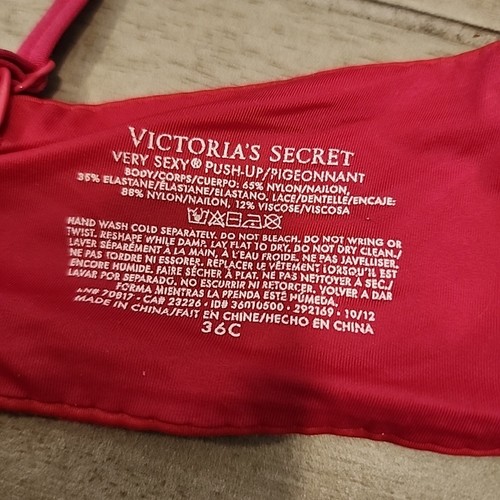 VICTORIA'S SECRET
VERY SEXY® PUSH-UP/PIGEONNANT
BODY/CORPS/CUERPO: 65% NYLON/NAILON,
35% ELASTANE/ÉLASTANE/ELASTANO. LACE/DENTELLE/ENCAJE:
88% NYLON/NAILON, 12% VISCOSE/VISCOSA
HAND WASH COLD SEPARATELY. DO NOT BLEACH. DO NOT WRING OR
TWIST. RESHAPE WHILE DAMP. LAY FLAT TO DRY. DO NOT DRY CLEAN./
LAVER SÉPARÉMENT À LA MAIN, À L'EAU FROIDE. NE PAS JAVELLISER.
NE PAS TORDRE NI ESSORER. REPLACER LE VÊTEMENT LORSQU'IL EST
ENCORE HUMIDE. FAIRE SÉCHER À PLAT. NE PAS NETTOYER À SEC./
LAVAR POR SEPARADO. NO ESCURRIR NI RETORCER. VOLVER A DAR
FORMA MIENTRAS LA PRENDA ESTÉ HÚMEDA.
RN# 70817 • CA# 23226 • ID# 36010500 • 292169 • 10/12
MADE IN CHINA/FAIT EN CHINE/HECHO EN CHINA
36C